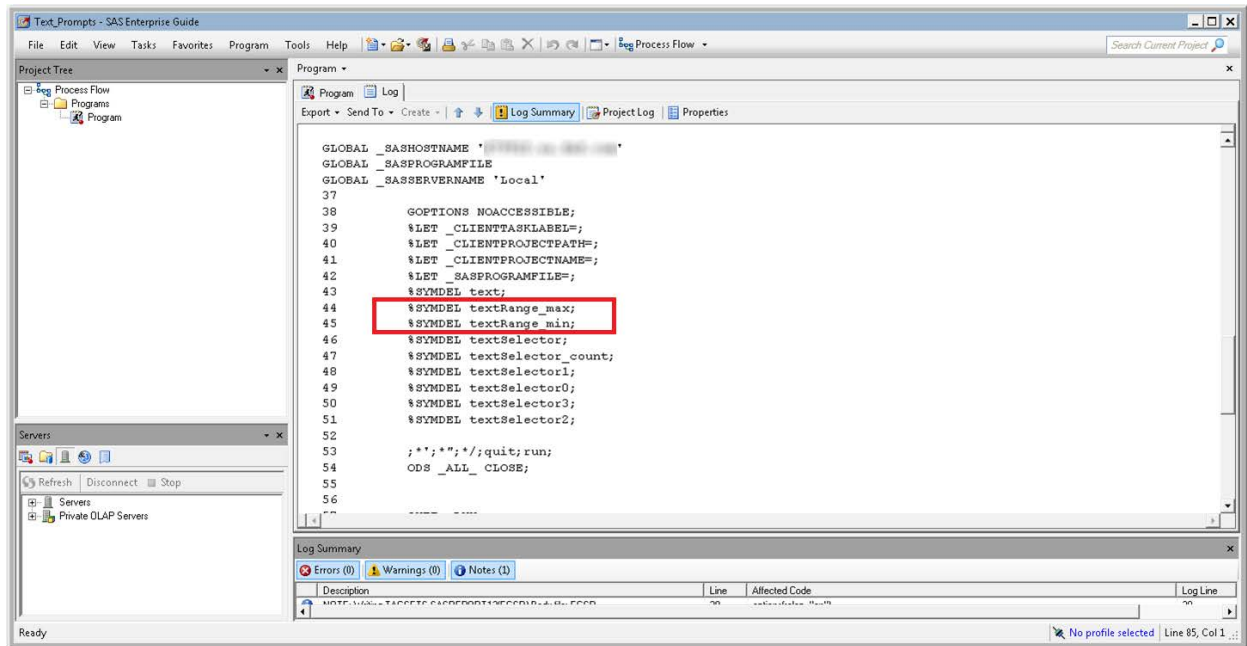 Text_Prompts - SAS Enterprise Guide
File Edit View Tasks Favorites Program Tools Help Process Flow
Search Current Project
Project Tree
Program
Process Flow
Programs
Program
Program Log
Export Send To Create Log Summary Project Log Properties
GLOBAL _SASHOSTNAME ' '
GLOBAL _SASPROGRAMFILE
GLOBAL _SASSERVERNAME 'Local'
37
38 GOPTIONS NOACCESSIBLE;
39 %LET _CLIENTTASKLABEL=;
40 %LET _CLIENTPROJECTPATH=;
41 %LET _CLIENTPROJECTNAME=;
42 %LET _SASPROGRAMFILE=;
43 %SYMDEL text;
44 %SYMDEL textRange_max;
45 %SYMDEL textRange_min;
46 %SYMDEL textSelector;
47 %SYMDEL textSelector_count;
48 %SYMDEL textSelector1;
49 %SYMDEL textSelector0;
50 %SYMDEL textSelector3;
51 %SYMDEL textSelector2;
52
53 ;*';*";*/;quit;run;
54 ODS _ALL_ CLOSE;
55
56
Servers
Refresh Disconnect Stop
Servers
Private OLAP Servers
Log Summary
Errors (0) Warnings (0) Notes (1)
Description Line Affected Code Log Line
Ready
No profile selected Line 85, Col 1